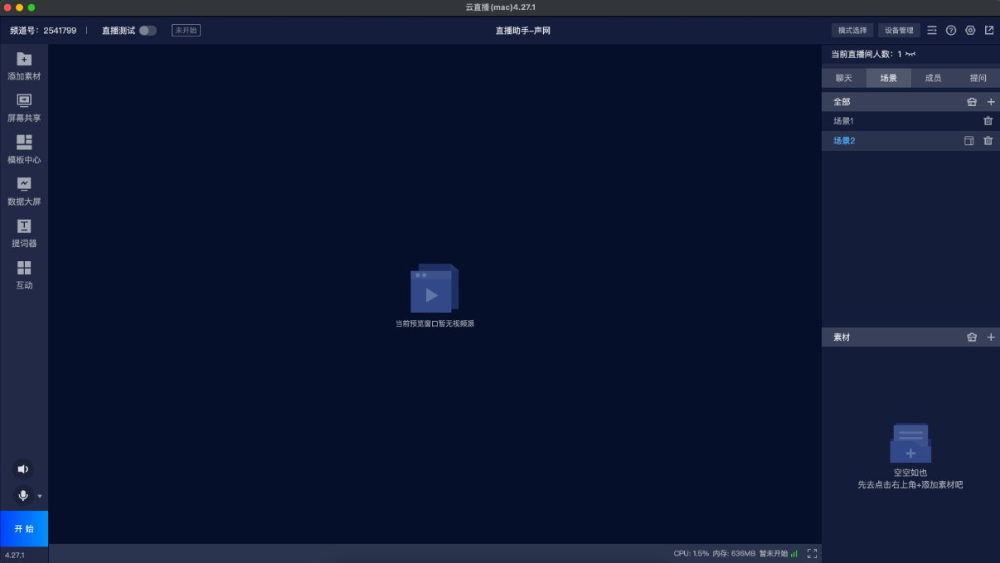 云直播(mac)4.27.1
频道号：2541799 直播测试 未开始 直播助手-声网 模式选择 设备管理
当前直播间人数：1
聊天 场景 成员 提问
全部
场景1
场景2
添加素材
屏幕共享
模板中心
数据大屏
提词器
互动
当前预览窗口暂无视频源
素材
空空如也
先去点击右上角+添加素材吧
开 始
4.27.1
CPU: 1.5% 内存: 636MB 暂未开始